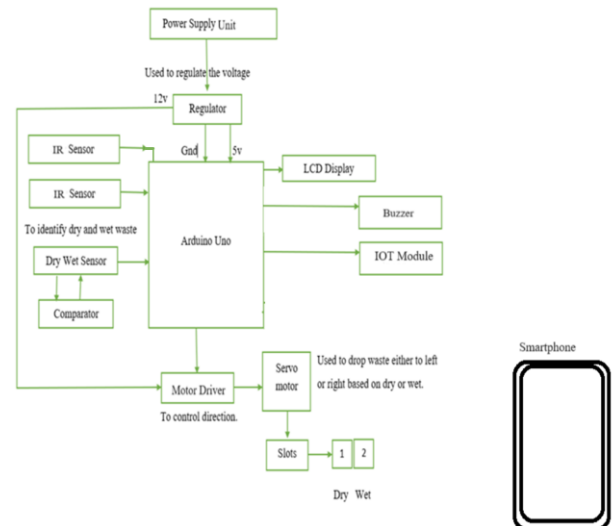 Power Supply Unit
Used to regulate the voltage
12v
Regulator
Gnd
5v
IR Sensor
LCD Display
IR Sensor
Buzzer
To identify dry and wet waste
Arduino Uno
Dry Wet Sensor
IOT Module
Comparator
Smartphone
Servo
motor
Used to drop waste either to left
or right based on dry or wet.
Motor Driver
To control direction.
Slots
1
2
Dry Wet